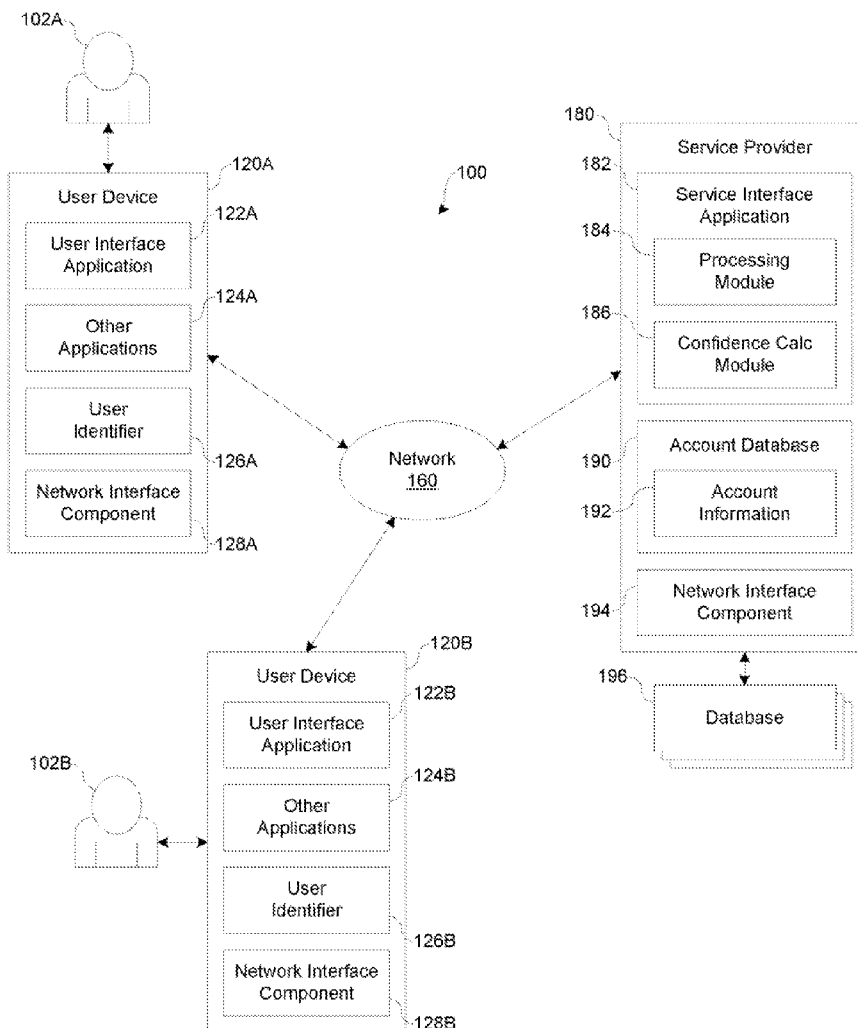 102A
120A
User Device
122A
User Interface
Application
124A
Other
Applications
User
Identifier
126A
Network Interface
Component
128A
100
Network
160
180
Service Provider
182
Service Interface
Application
184
Processing
Module
186
Confidence Calc
Module
190
Account Database
192
Account
Information
194
Network Interface
Component
196
Database
102B
120B
User Device
122B
User Interface
Application
124B
Other
Applications
User
Identifier
126B
Network Interface
Component
128B